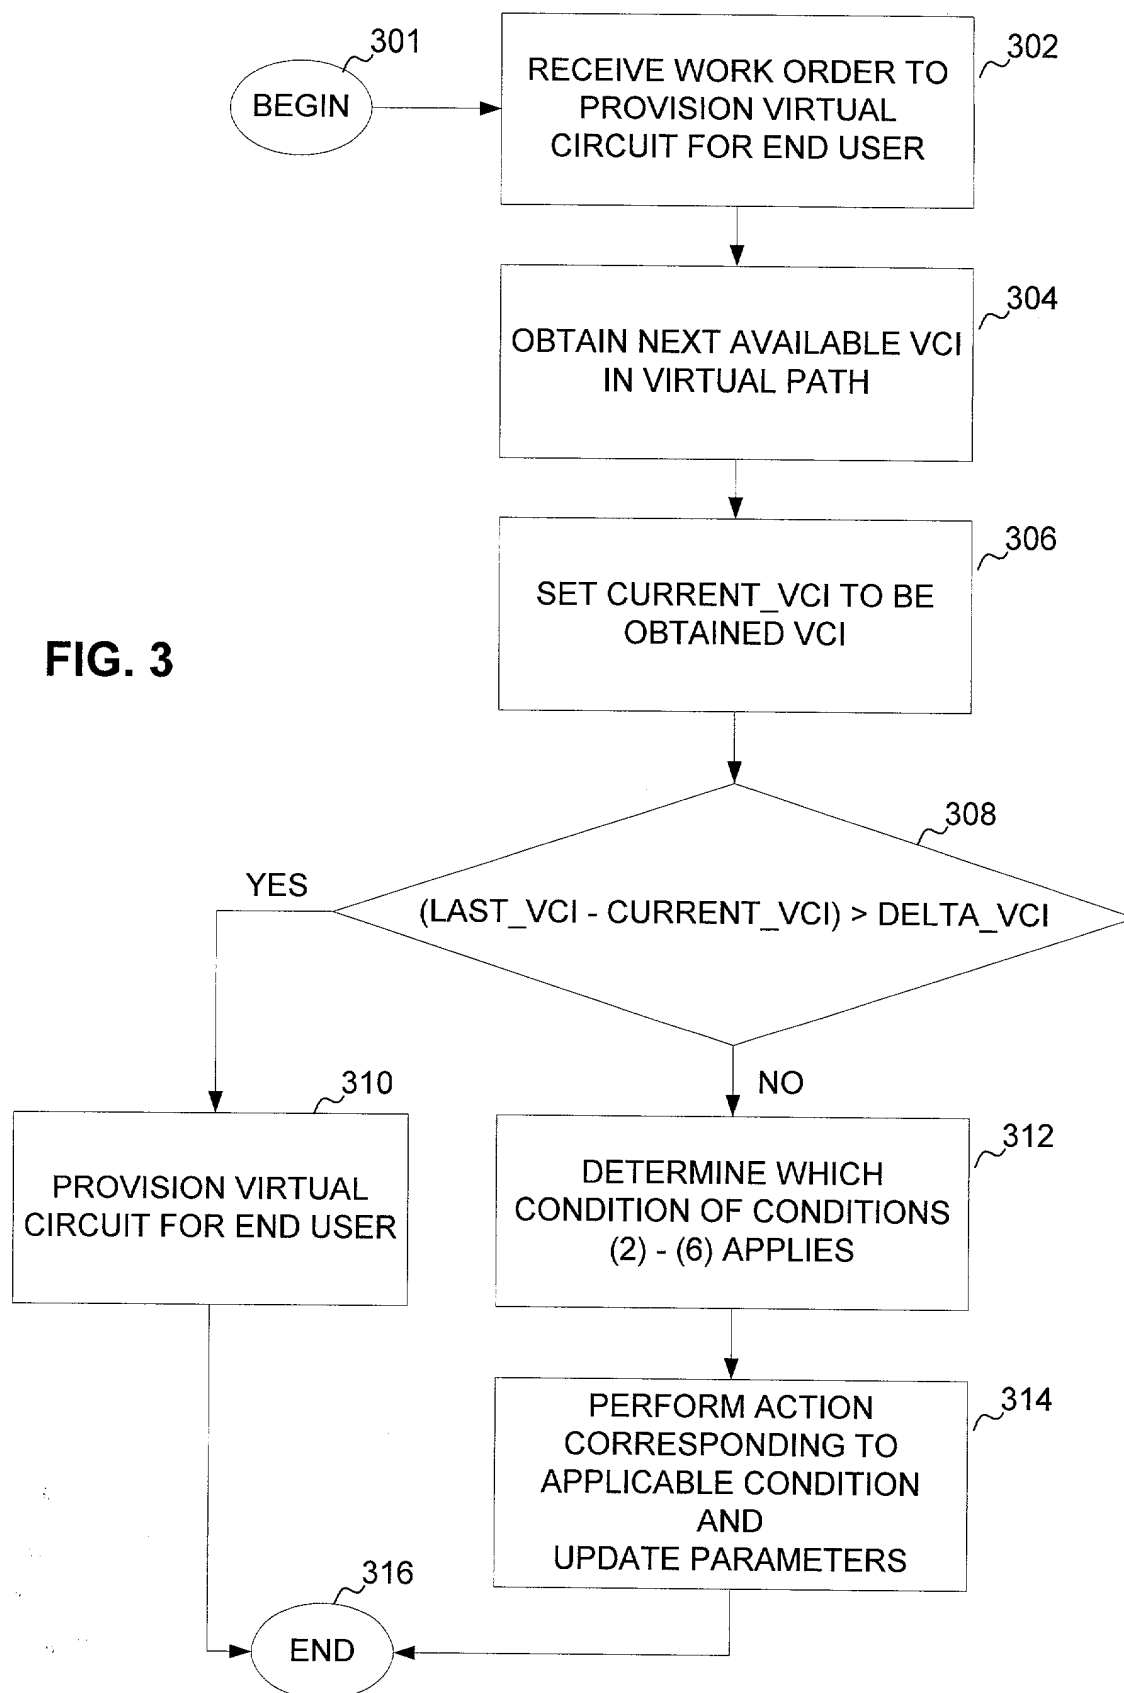 301
BEGIN
302
RECEIVE WORK ORDER TO
PROVISION VIRTUAL
CIRCUIT FOR END USER
304
OBTAIN NEXT AVAILABLE VCI
IN VIRTUAL PATH
306
SET CURRENT_VCI TO BE
OBTAINED VCI
FIG. 3
308
(LAST_VCI - CURRENT_VCI) > DELTA_VCI
YES
NO
310
PROVISION VIRTUAL
CIRCUIT FOR END USER
312
DETERMINE WHICH
CONDITION OF CONDITIONS
(2) - (6) APPLIES
314
PERFORM ACTION
CORRESPONDING TO
APPLICABLE CONDITION
AND
UPDATE PARAMETERS
316
END